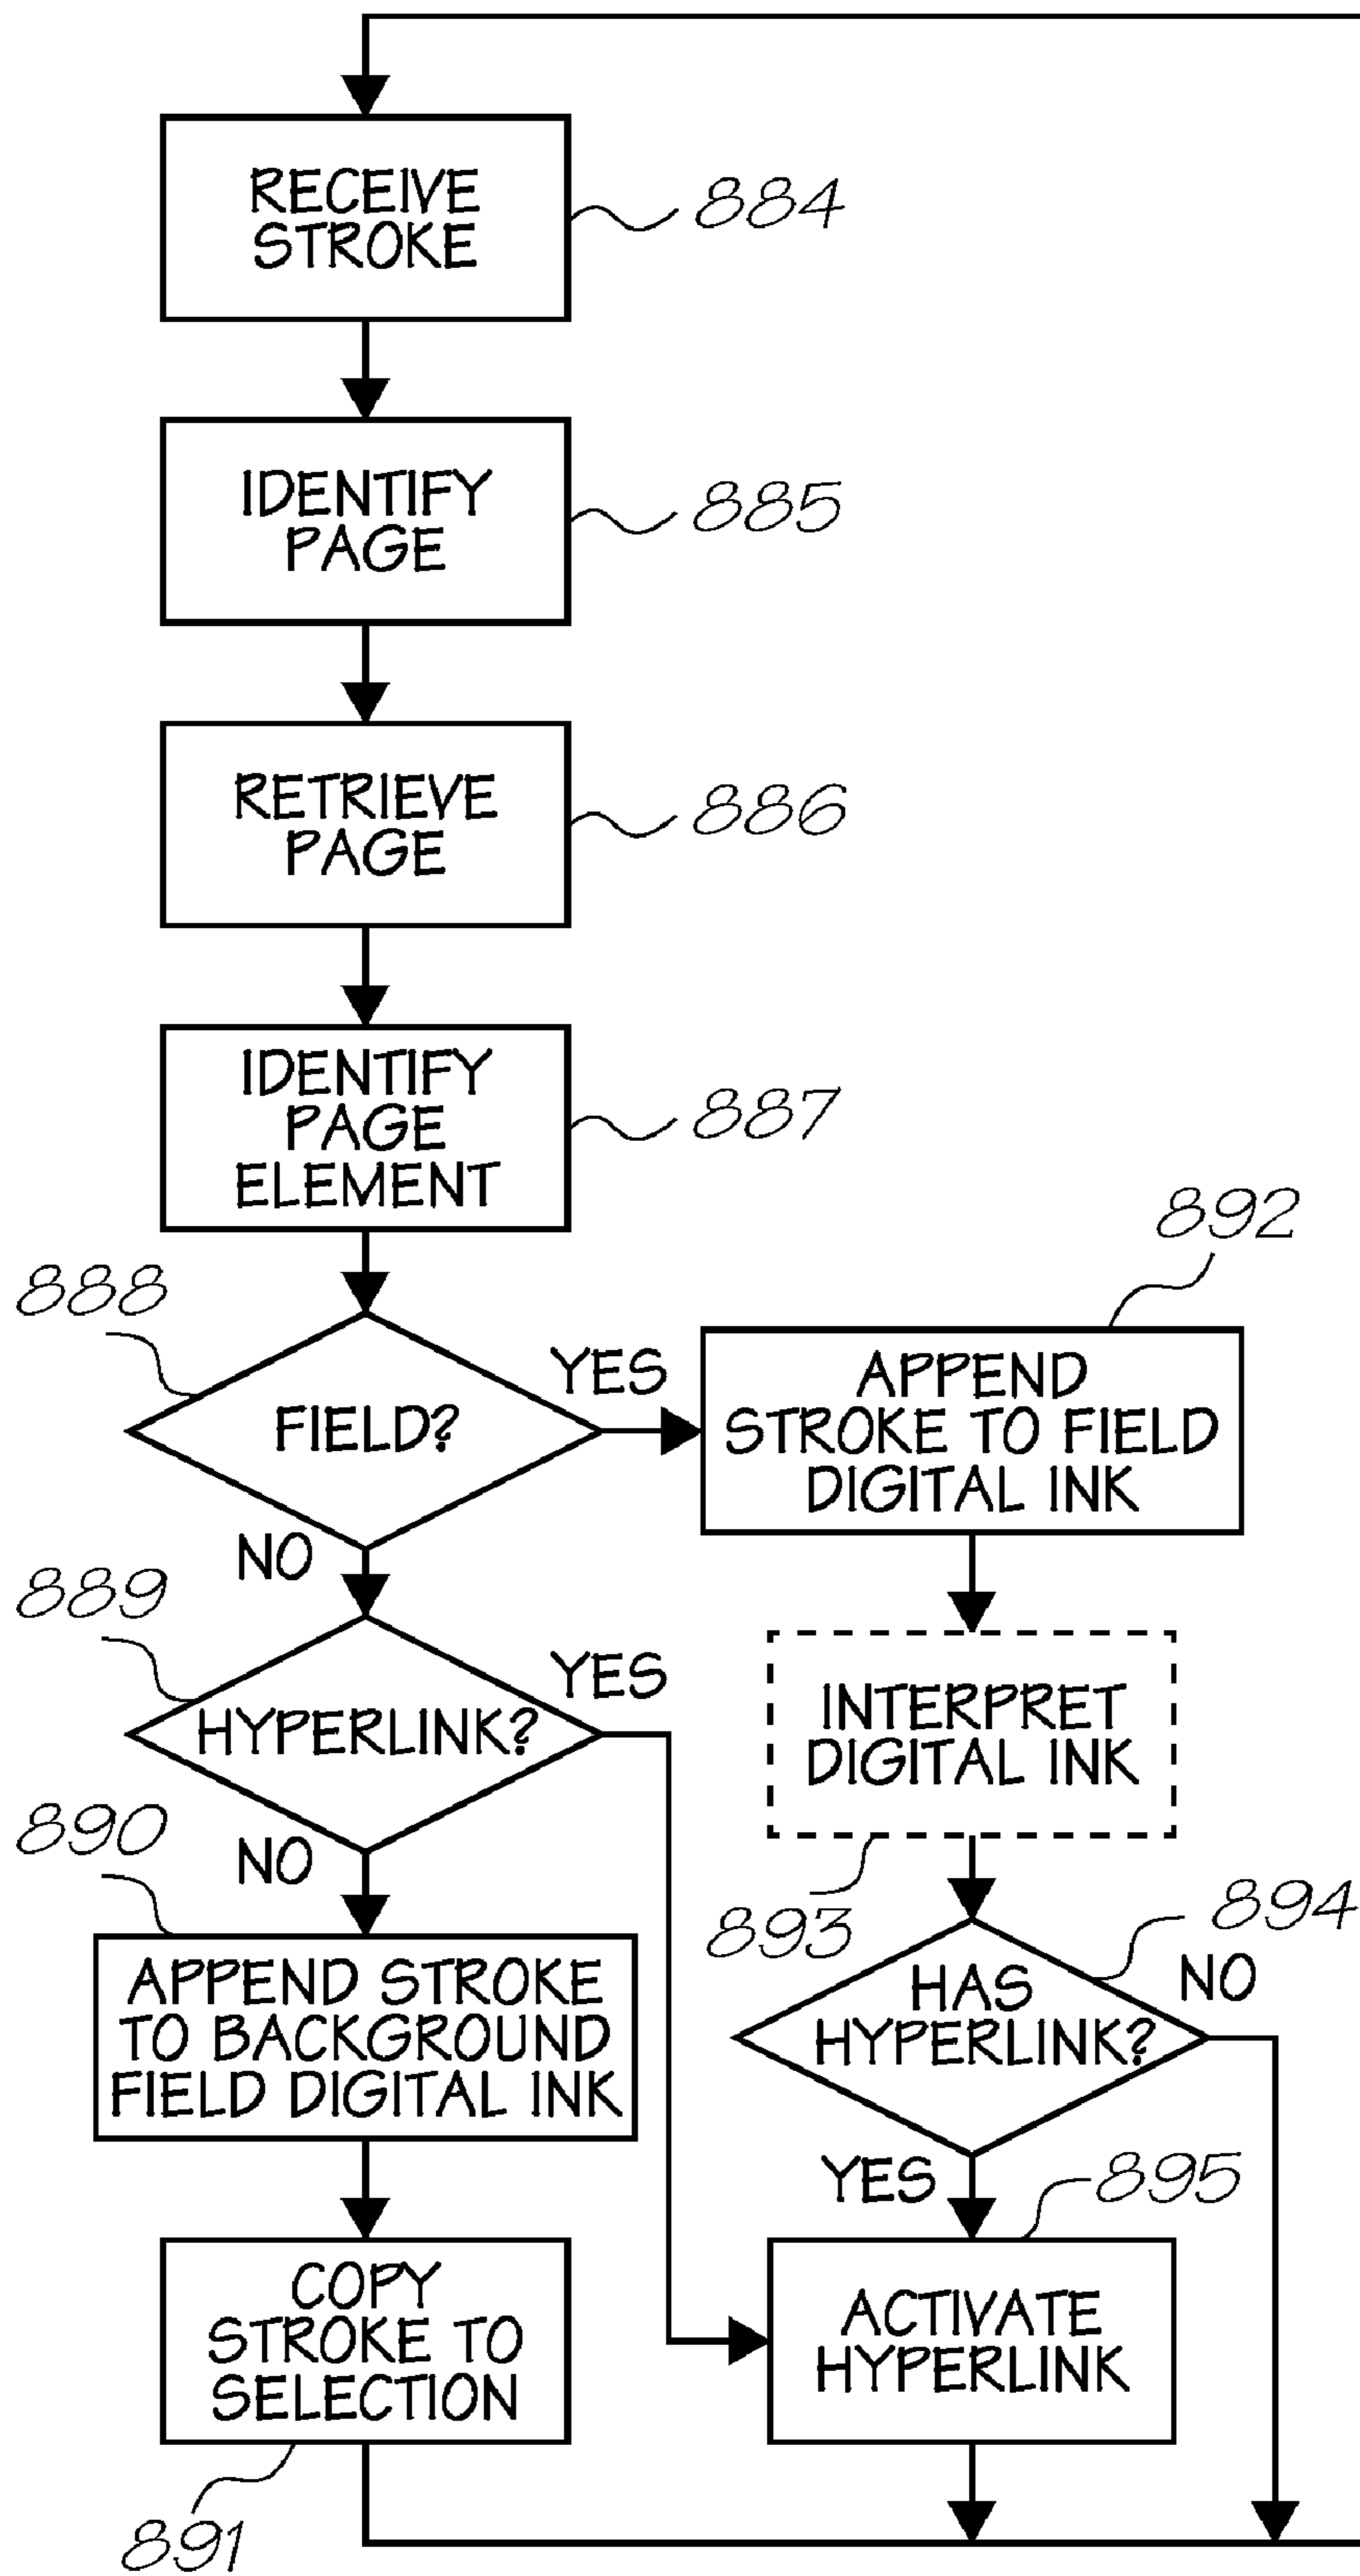 RECEIVE
STROKE
884
IDENTIFY
PAGE
885
RETRIEVE
PAGE
886
IDENTIFY
PAGE
ELEMENT
887
888
FIELD?
YES
NO
892
APPEND
STROKE TO FIELD
DIGITAL INK
889
HYPERLINK?
YES
NO
INTERPRET
DIGITAL INK
893
890
APPEND STROKE
TO BACKGROUND
FIELD DIGITAL INK
894
HAS
HYPERLINK?
NO
YES
COPY
STROKE TO
SELECTION
891
895
ACTIVATE
HYPERLINK